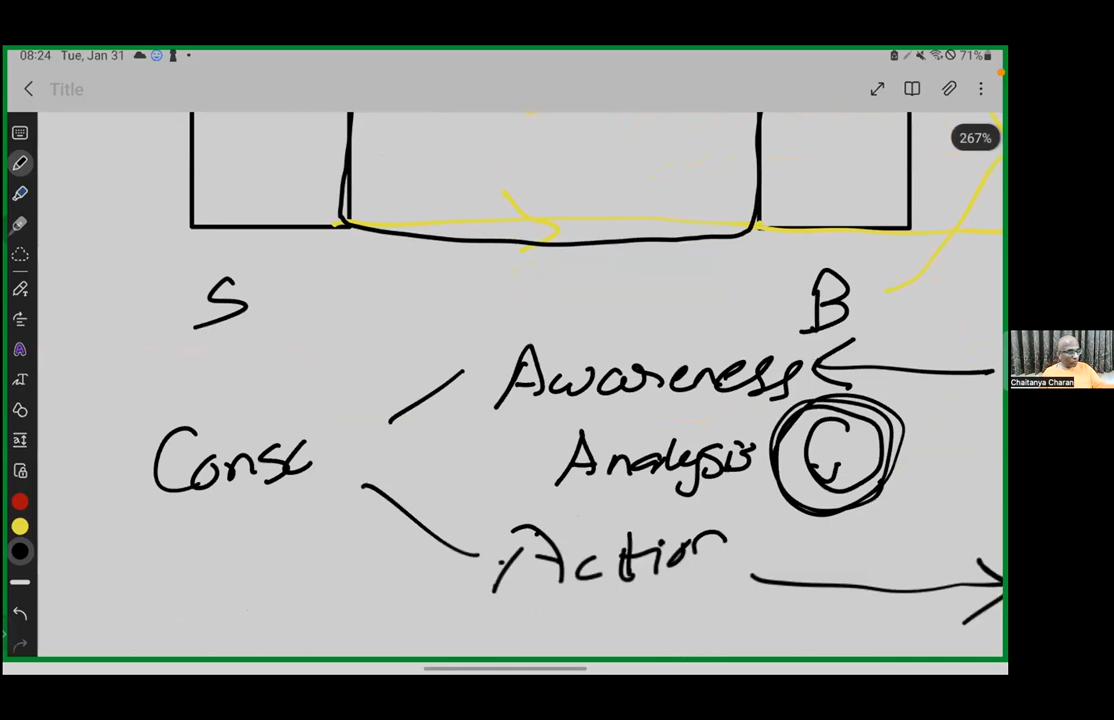 08:24 Tue, Jan 31 71%
Title
267%
S B
Awareness
Consc Analysis
Action
Chaitanya Charan